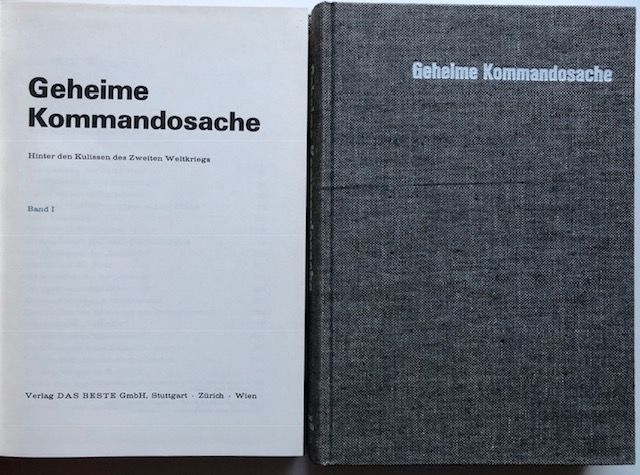 Geheime
Kommandosache
Hinter den Kulissen des Zweiten Weltkriegs
Band I
Verlag DAS BESTE GmbH, Stuttgart · Zürich · Wien
Geheime Kommandosache